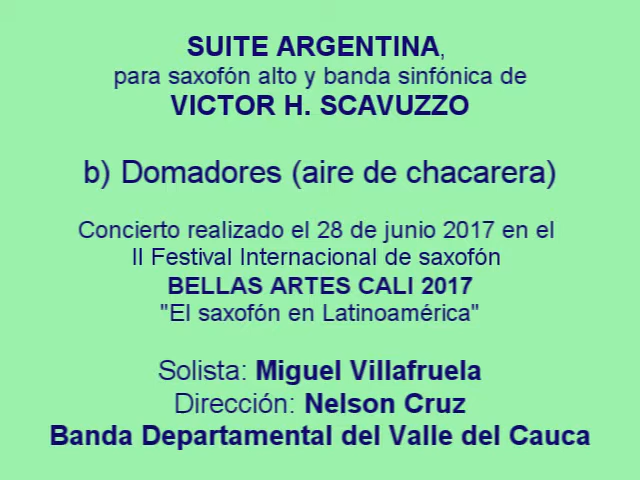 SUITE ARGENTINA,
para saxofón alto y banda sinfónica de
VICTOR H. SCAVUZZO
b) Domadores (aire de chacarera)
Concierto realizado el 28 de junio 2017 en el
II Festival Internacional de saxofón
BELLAS ARTES CALI 2017
"El saxofón en Latinoamérica"
Solista: Miguel Villafruela
Dirección: Nelson Cruz
Banda Departamental del Valle del Cauca